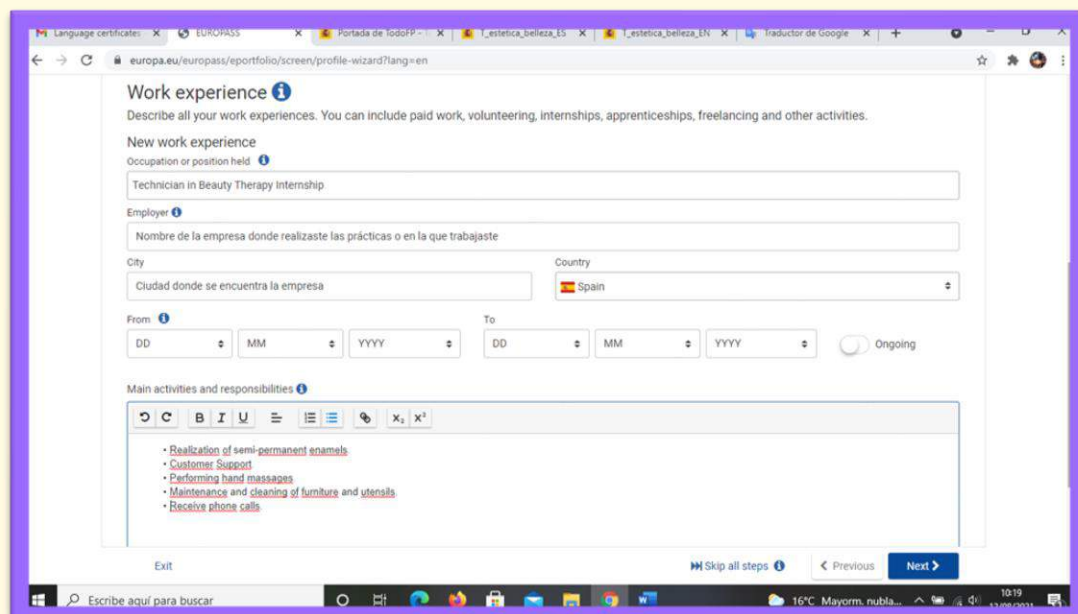 Language certificates
EUROPASS
Portada de TodoFP -
T_estetica_belleza_ES
T_estetica_belleza_EN
Traductor de Google
europa.eu/europass/eportfolio/screen/profile-wizard?lang=en
Work experience
Describe all your work experiences. You can include paid work, volunteering, internships, apprenticeships, freelancing and other activities.
New work experience
Occupation or position held
Technician in Beauty Therapy Internship
Employer
Nombre de la empresa donde realizaste las prácticas o en la que trabajaste
City Country
Ciudad donde se encuentra la empresa Spain
From To
DD MM YYYY DD MM YYYY Ongoing
Main activities and responsibilities
B I U X₂ X²
• Realization of semi-permanent enamels.
• Customer Support
• Performing hand massages
• Maintenance and cleaning of furniture and utensils.
• Receive phone calls.
Exit Skip all steps Previous Next
Escribe aquí para buscar 16°C Mayorm. nubla... 10:19